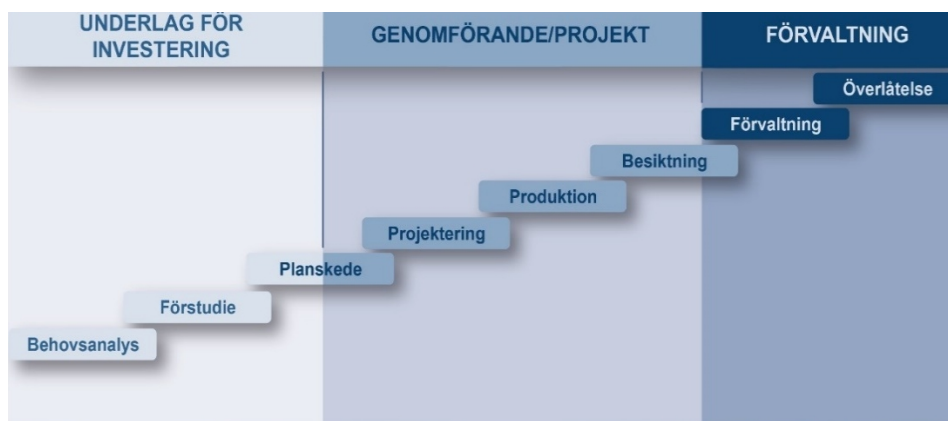 UNDERLAG FÖR
INVESTERING
GENOMFÖRANDE/PROJEKT
FÖRVALTNING
Överlåtelse
Förvaltning
Besiktning
Produktion
Projektering
Planskede
Förstudie
Behovsanalys